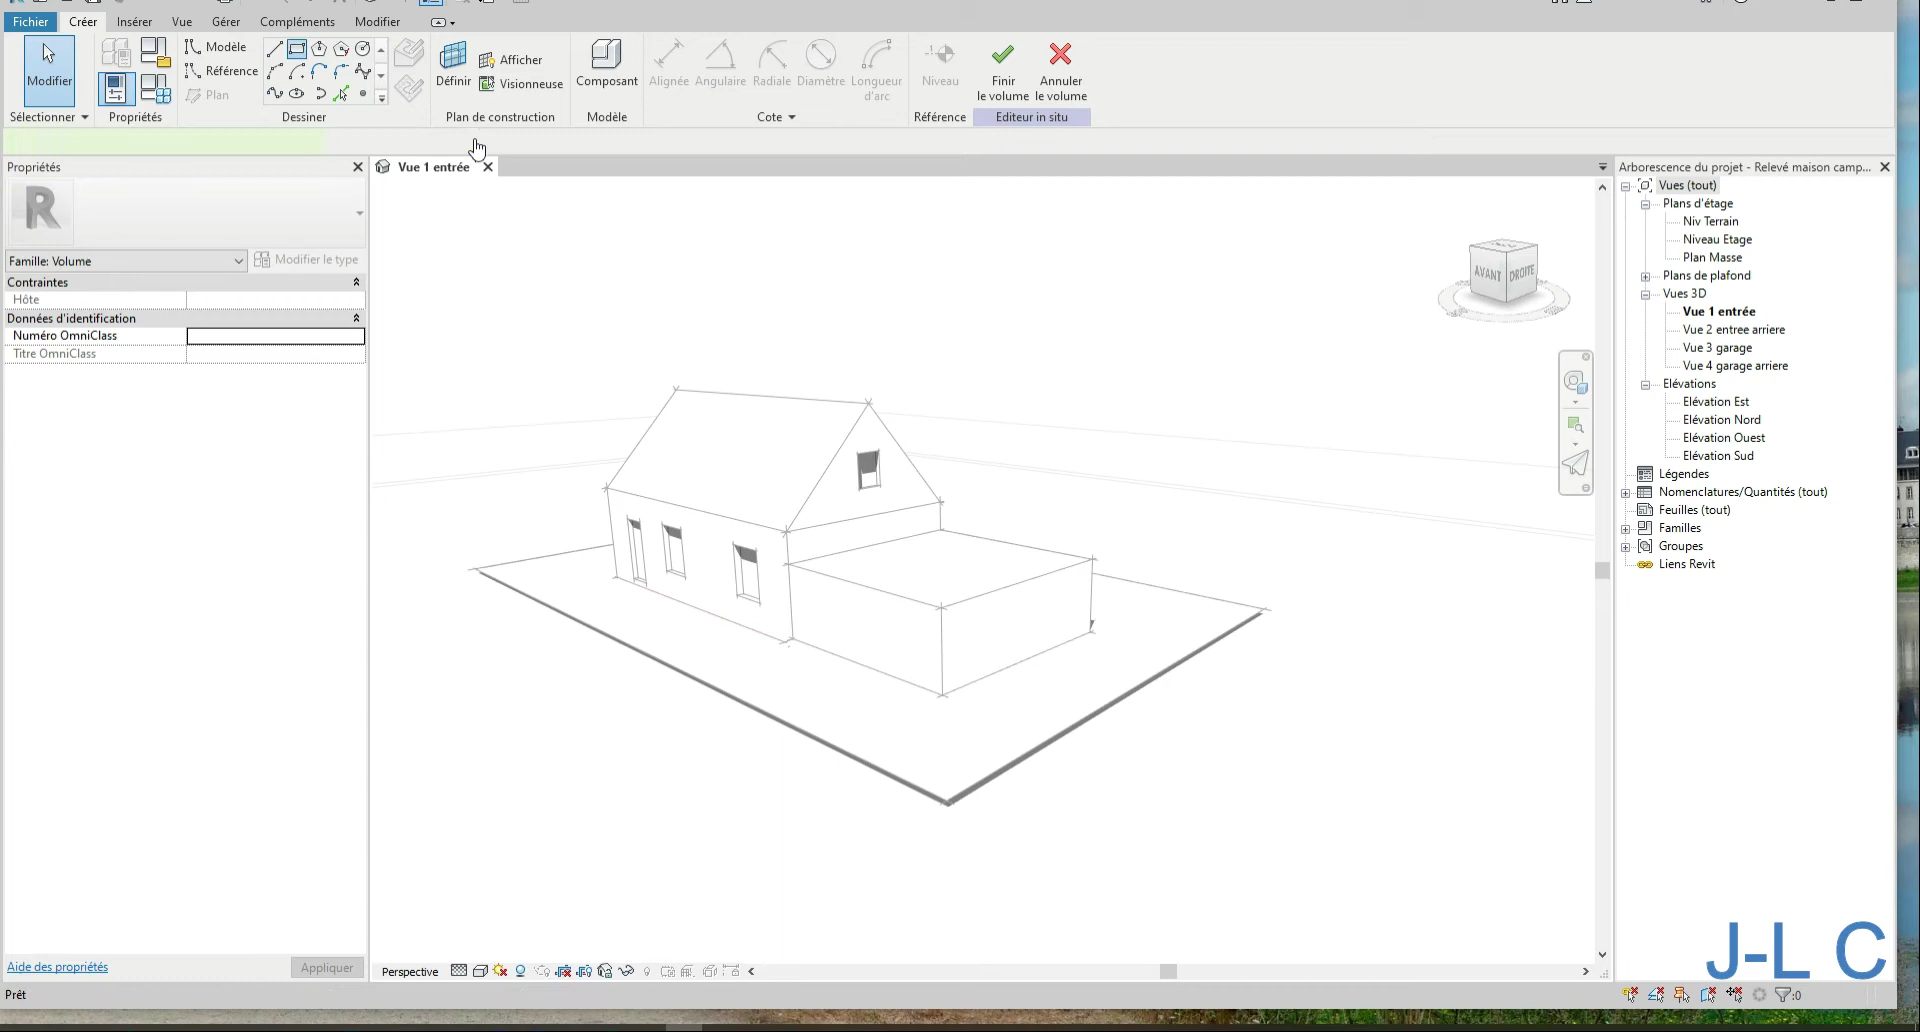 Fichier Créer Insérer Vue Gérer Compléments Modifier
Modifier Modèle Référence Plan Définir Afficher Visionneuse Composant Alignée Angulaire Radiale Diamètre Longueur d'arc Niveau Finir le volume Annuler le volume
Sélectionner Propriétés Dessiner Plan de construction Modèle Cote Référence Editeur in situ
Propriétés
R
Famille: Volume Modifier le type
Contraintes
Hôte
Données d'identification
Numéro OmniClass
Titre OmniClass
Aide des propriétés Appliquer
Vue 1 entrée
AVANT DROITE
Perspective
Arborescence du projet - Relevé maison camp...
Vues (tout)
Plans d'étage
Niv Terrain
Niveau Etage
Plan Masse
Plans de plafond
Vues 3D
Vue 1 entrée
Vue 2 entree arriere
Vue 3 garage
Vue 4 garage arriere
Elévations
Elévation Est
Elévation Nord
Elévation Ouest
Elévation Sud
Légendes
Nomenclatures/Quantités (tout)
Feuilles (tout)
Familles
Groupes
Liens Revit
J-L C
Prêt
:0